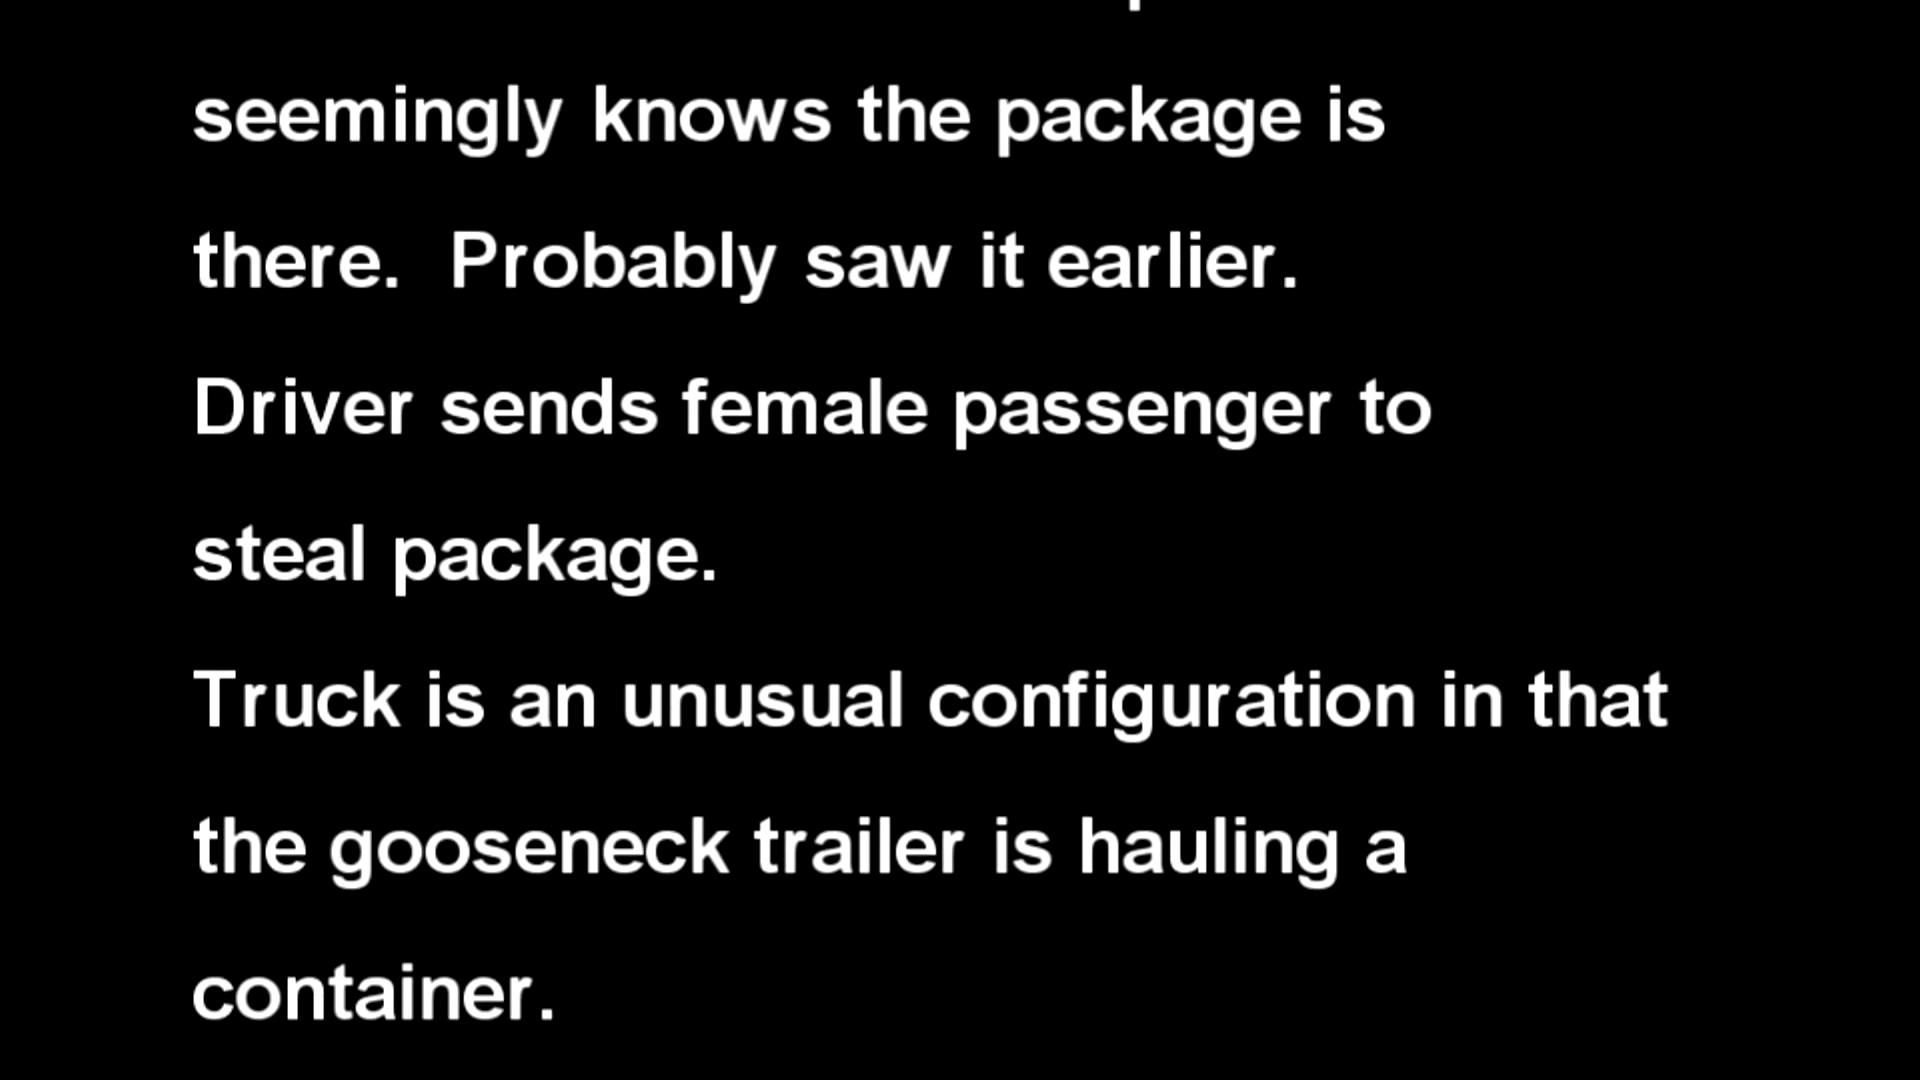 seemingly knows the package is
there.  Probably saw it earlier.
Driver sends female passenger to
steal package.
Truck is an unusual configuration in that
the gooseneck trailer is hauling a
container.